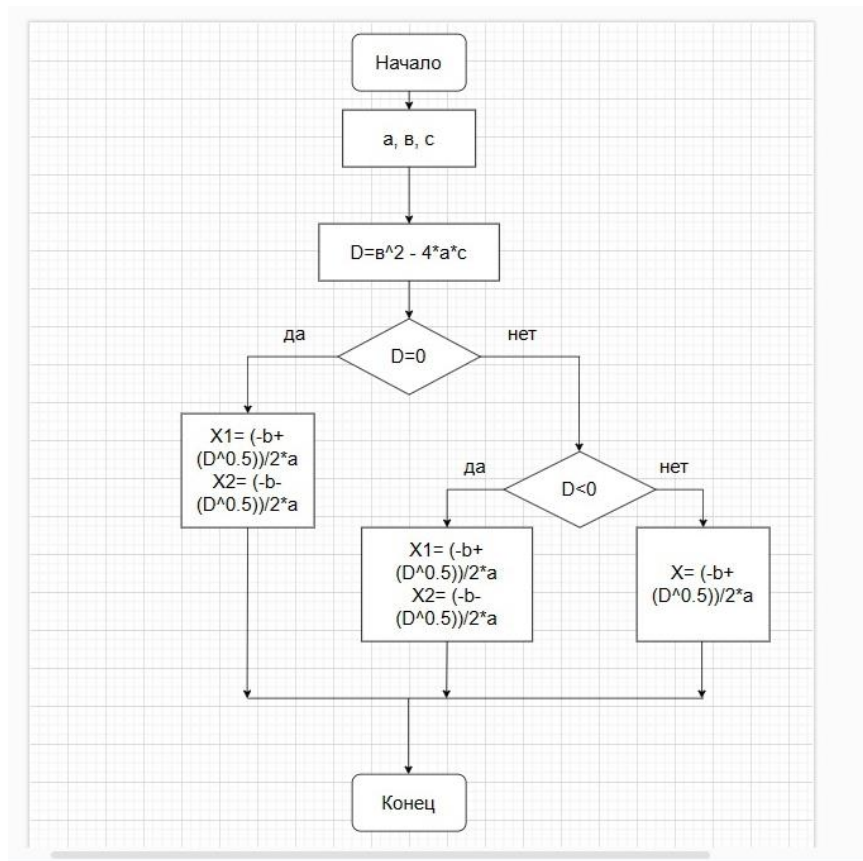 Начало
а, в, с
D=в^2 - 4*а*с
да
нет
D=0
X1= (-b+
(D^0.5))/2*a
X2= (-b-
(D^0.5))/2*a
да
нет
D<0
X1= (-b+
(D^0.5))/2*a
X2= (-b-
(D^0.5))/2*a
X= (-b+
(D^0.5))/2*a
Конец